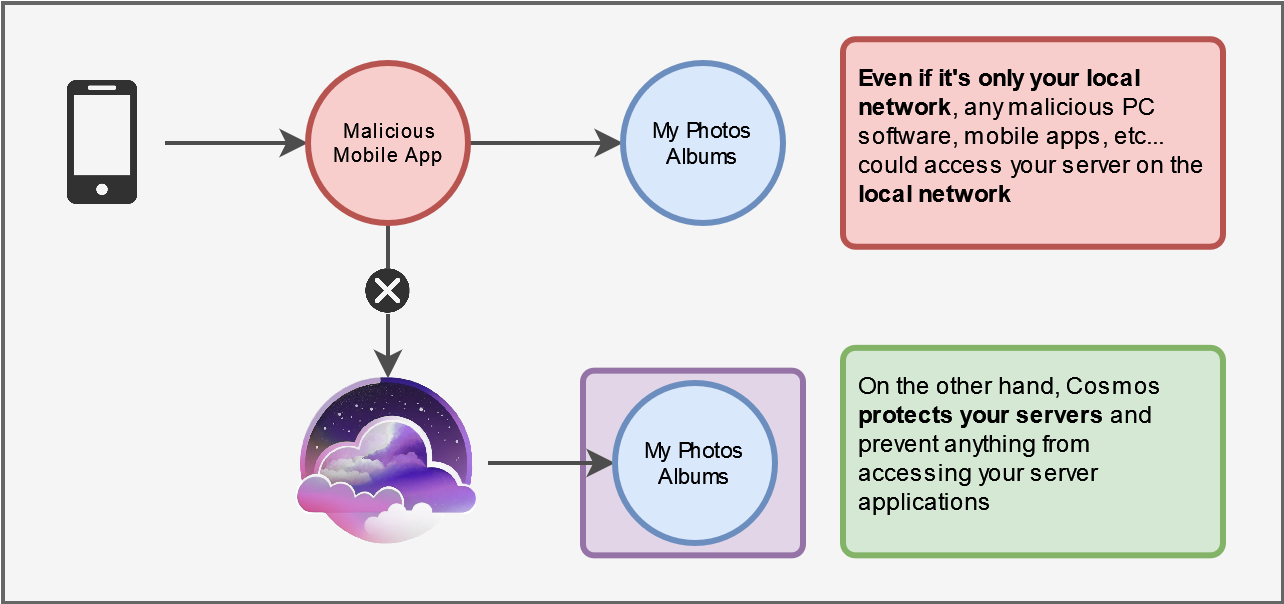 Malicious
Mobile App
My Photos
Albums
Even if it's only your local
network, any malicious PC
software, mobile apps, etc...
could access your server on the
local network
My Photos
Albums
On the other hand, Cosmos
protects your servers and
prevent anything from
accessing your server
applications